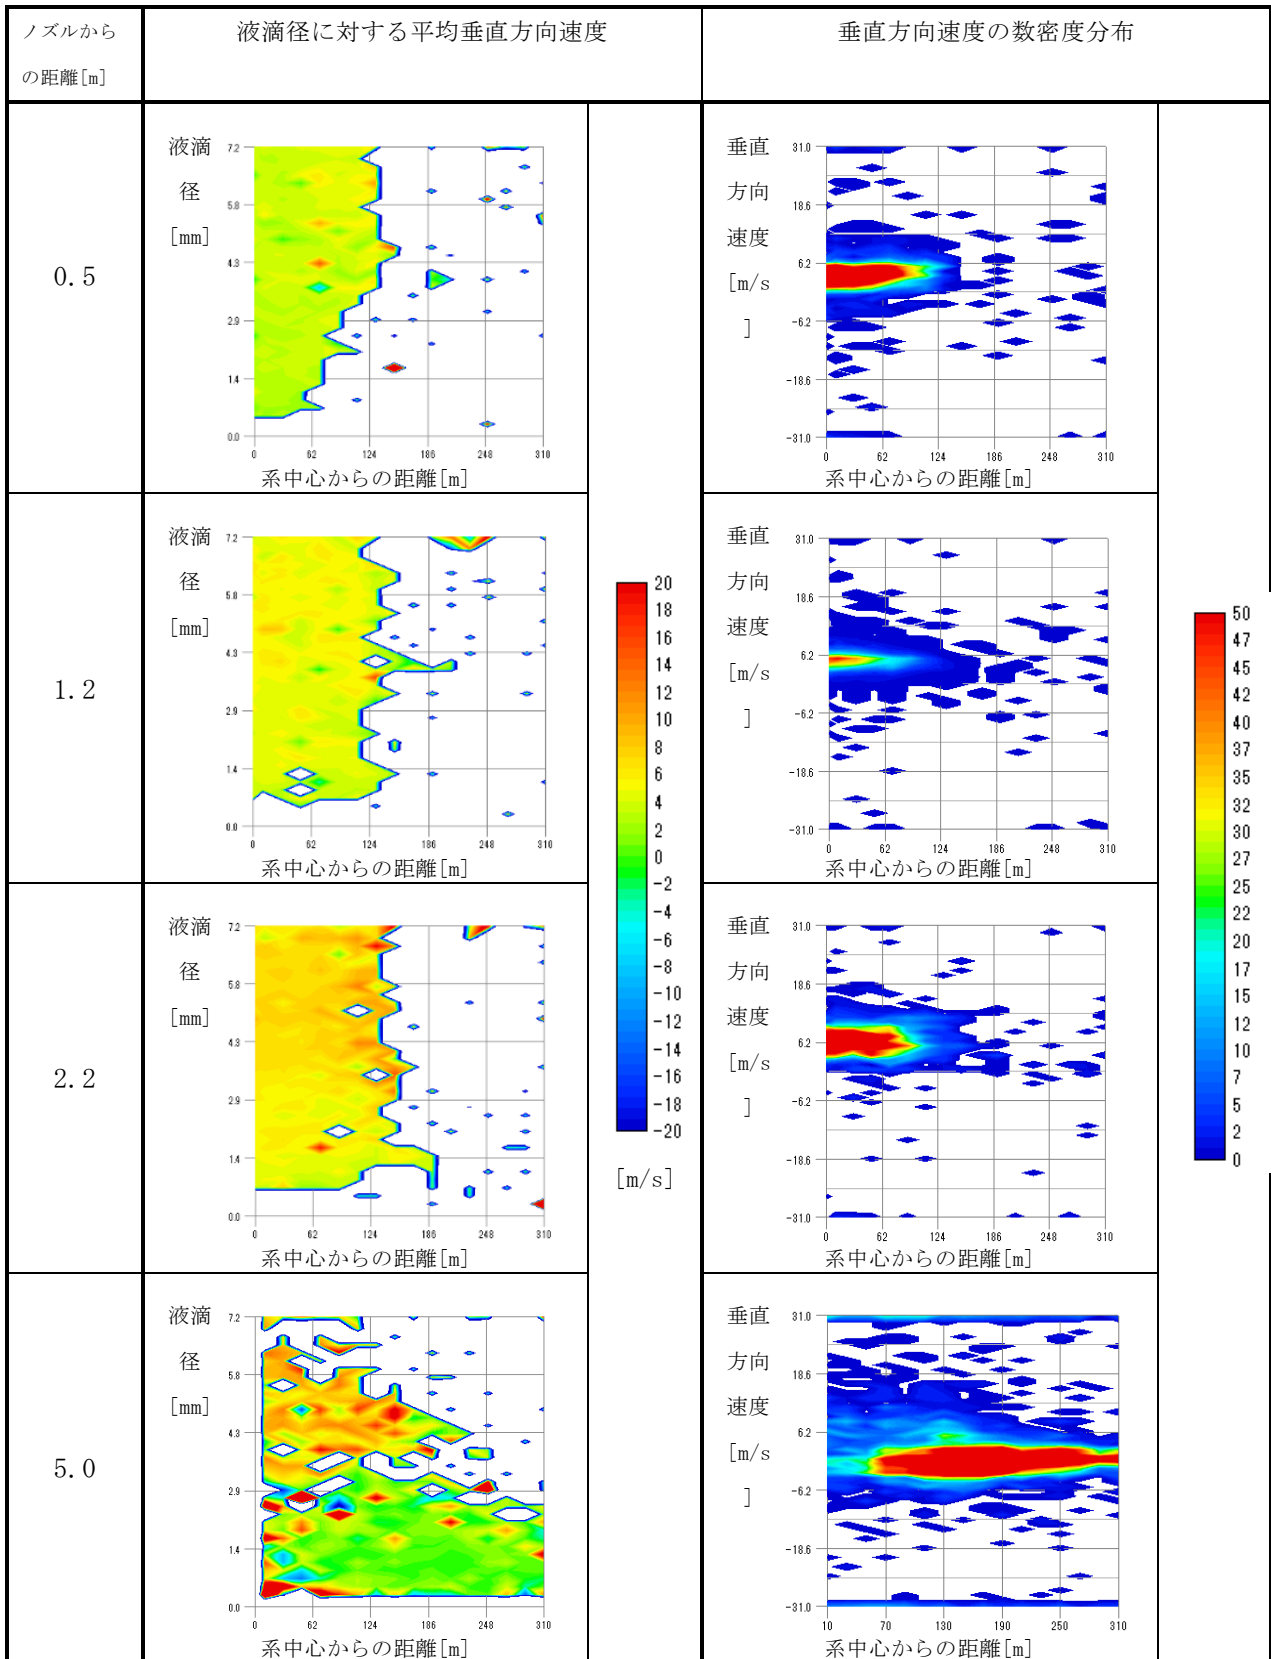 ノズルから
の距離[m]
液滴径に対する平均垂直方向速度
垂直方向速度の数密度分布
0.5
液滴
径
[mm]
7.2
5.8
4.3
2.9
1.4
0.0
0 62 124 186 248 310
系中心からの距離[m]
垂直
方向
速度
[m/s
]
31.0
18.6
6.2
-6.2
-18.6
-31.0
0 62 124 186 248 310
系中心からの距離[m]
1.2
液滴
径
[mm]
7.2
5.8
4.3
2.9
1.4
0.0
0 62 124 186 248 310
系中心からの距離[m]
垂直
方向
速度
[m/s
]
31.0
18.6
6.2
-6.2
-18.6
-31.0
0 62 124 186 248 310
系中心からの距離[m]
20
18
16
14
12
10
8
6
4
2
0
-2
-4
-6
-8
-10
-12
-14
-16
-18
-20
[m/s]
50
47
45
42
40
37
35
32
30
27
25
22
20
17
15
12
10
7
5
2
0
2.2
液滴
径
[mm]
7.2
5.8
4.3
2.9
1.4
0.0
0 62 124 186 248 310
系中心からの距離[m]
垂直
方向
速度
[m/s
]
31.0
18.6
6.2
-6.2
-18.6
-31.0
0 62 124 186 248 310
系中心からの距離[m]
5.0
液滴
径
[mm]
7.2
5.8
4.3
2.9
1.4
0.0
0 62 124 186 248 310
系中心からの距離[m]
垂直
方向
速度
[m/s
]
31.0
18.6
6.2
-6.2
-18.6
-31.0
10 70 130 190 250 310
系中心からの距離[m]